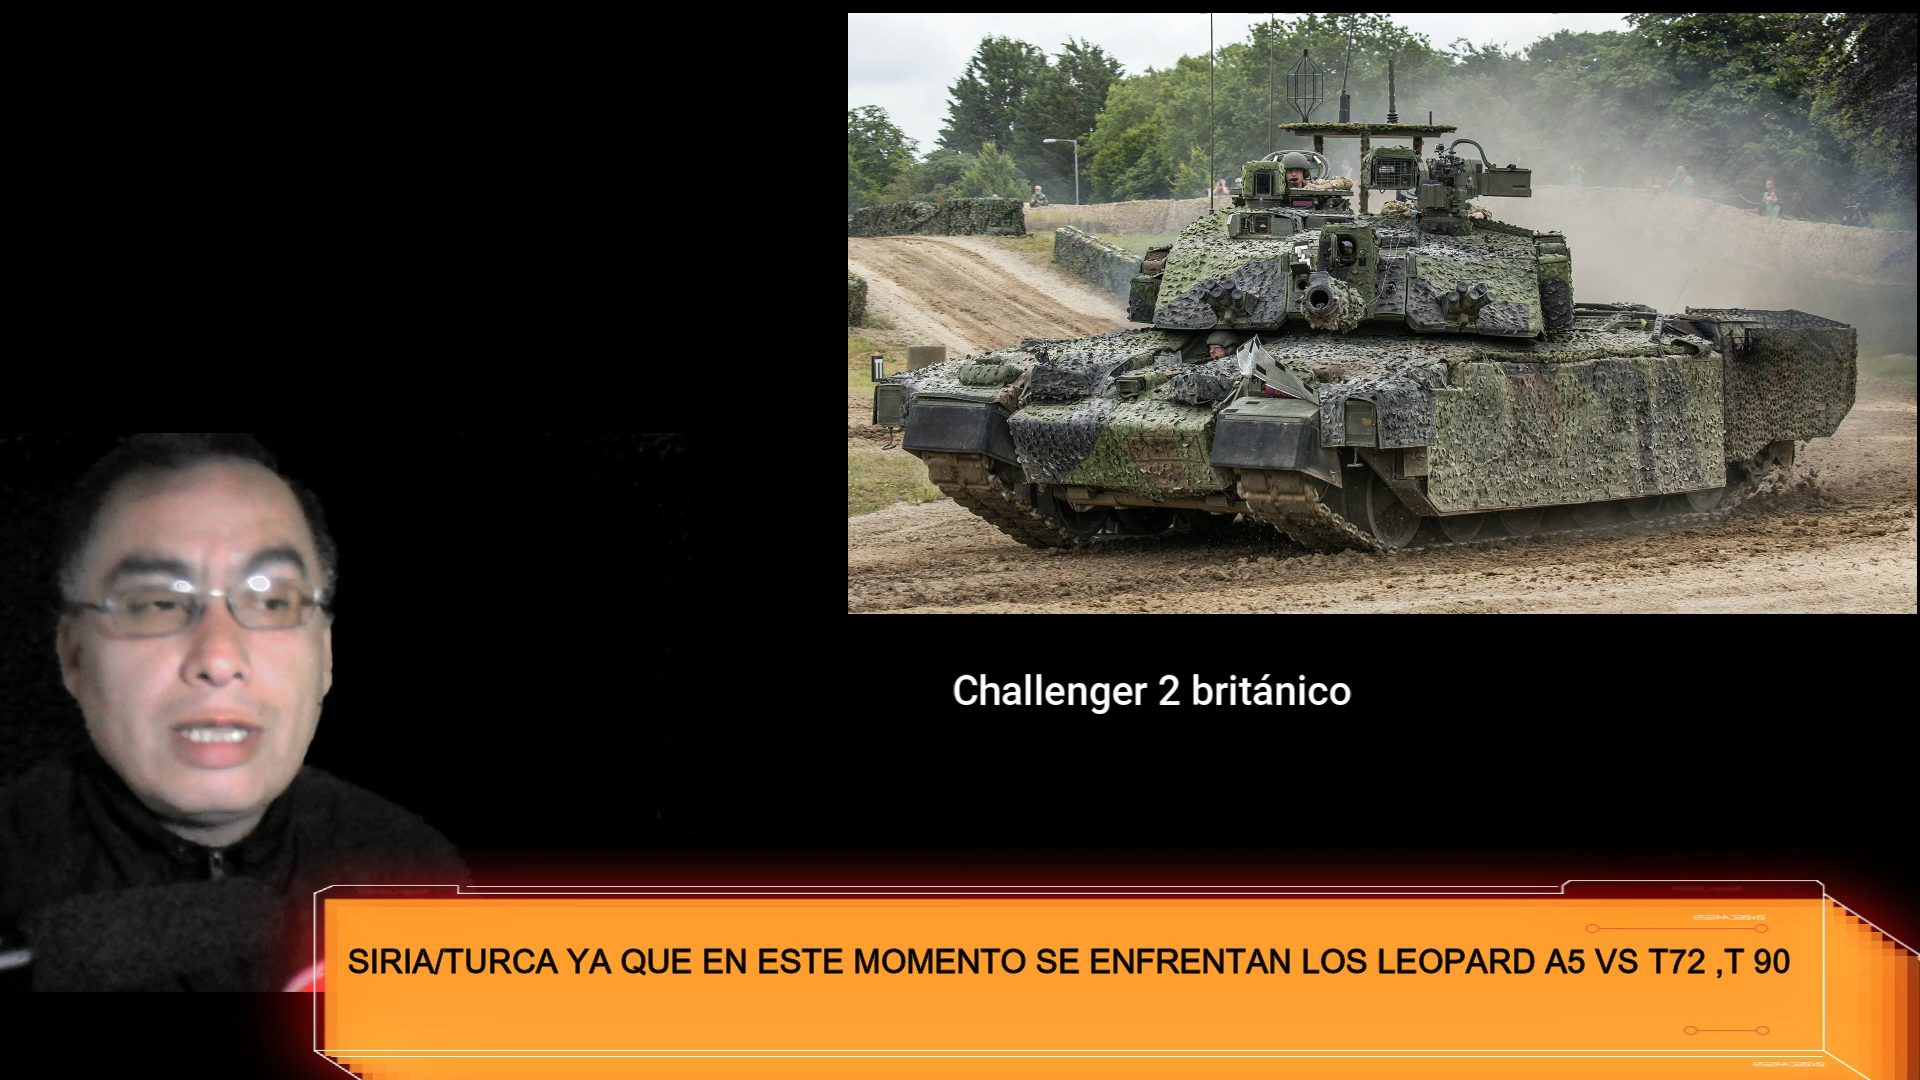 Challenger 2 británico
SIRIA/TURCA YA QUE EN ESTE MOMENTO SE ENFRENTAN LOS LEOPARD A5 VS T72 ,T 90